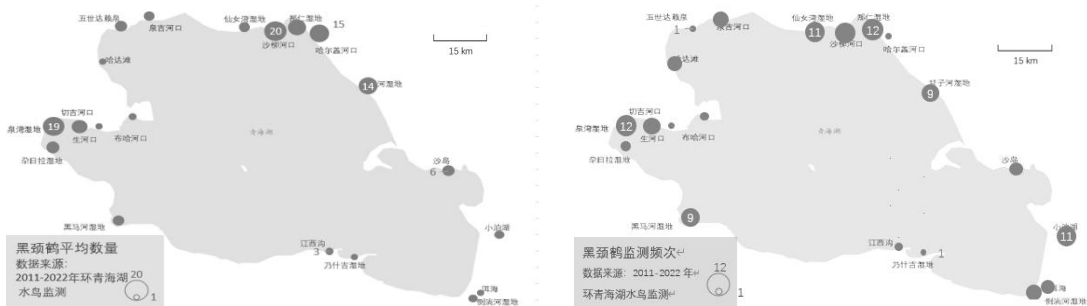 五世达赖泉
泉吉河口
仙女湾湿地
那仁湿地
15
20
沙柳河口
哈尔盖河口
15 km
哈达滩
14
河湿地
切吉河口
泉湾湿地
19
生河口
布哈河口
青海湖
尕日拉湿地
沙岛
6
黑马河湿地
小泊湖
江西沟
3
乃什吉湿地
洱海
倒淌河湿地
黑颈鹤平均数量
数据来源:
2011-2022年环青海湖
水鸟监测
20
1
五世达赖泉
1
泉吉河口
仙女湾湿地
那仁湿地
11
12
沙柳河口
哈尔盖河口
15 km
哈达滩
9
甘子河湿地
切吉河口
泉湾湿地
12
生河口
布哈河口
青海湖
尕日拉湿地
沙岛
黑马河湿地
9
小泊湖
11
江西沟
1
乃什吉湿地
洱海
倒淌河湿地
黑颈鹤监测频次↵
数据来源：2011-2022 年↵
环青海湖水鸟监测↵
12
1